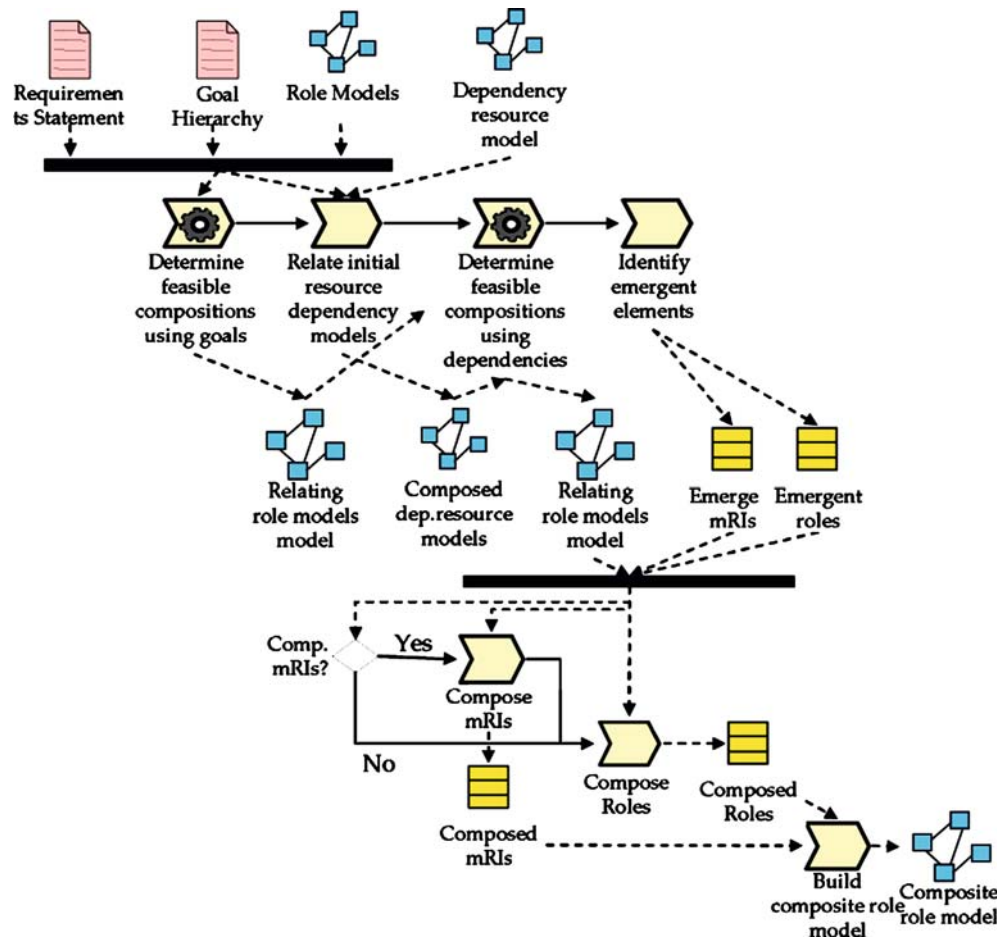 Requiremen
ts Statement
Goal
Hierarchy
Role Models
Dependency
resource
model
Determine
feasible
compositions
using goals
Relate initial
resource
dependency
models
Determine
feasible
compositions
using
dependencies
Identify
emergent
elements
Relating
role models
model
Composed
dep.resource
models
Relating
role models
model
Emerge
mRIs
Emergent
roles
Comp.
mRIs?
Yes
Compose
mRIs
No
Compose
Roles
Composed
Roles
Composed
mRIs
Build
composite role
model
Composite
role model